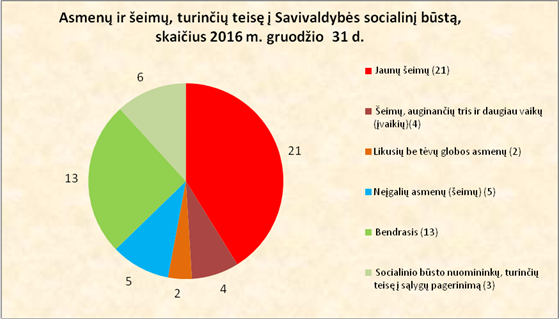 Asmenų ir šeimų, turinčių teisę į Savivaldybės socialinį būstą,
skaičius 2016 m. gruodžio 31 d.
6
21
13
5
2
4
Jaunų šeimų (21)
Šeimų, auginančių tris ir daugiau vaikų
(įvaikių)(4)
Likusių be tėvų globos asmenų (2)
Neįgalių asmenų (šeimų) (5)
Bendrasis (13)
Socialinio būsto nuomininkų, turinčių
teisę į sąlygų pagerinimą (3)